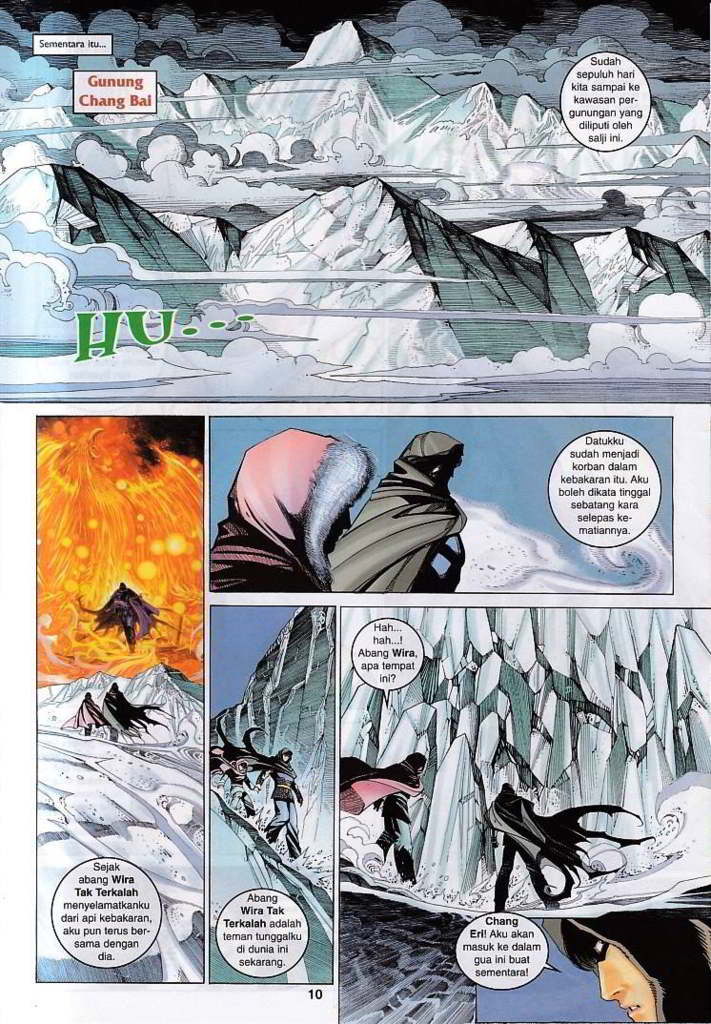 Sementara itu...
Gunung
Chang Bai
Sudah
sepuluh hari
kita sampai ke
kawasan per-
gunungan yang
diliputi oleh
salji ini.
HU...
Sejak
abang Wira
Tak Terkalah
menyelamatkanku
dari api kebakaran,
aku pun terus ber-
sama dengan
dia.
Datukku
sudah menjadi
korban dalam
kebakaran itu. Aku
boleh dikata tinggal
sebatang kara
selepas ke-
matiannya.
Abang
Wira Tak
Terkalah adalah
teman tunggalku
di dunia ini
sekarang.
Hah...
hah...!
Abang Wira,
apa tempat
ini?
Chang
Erl! Aku akan
masuk ke dalam
gua ini buat
sementara!
10